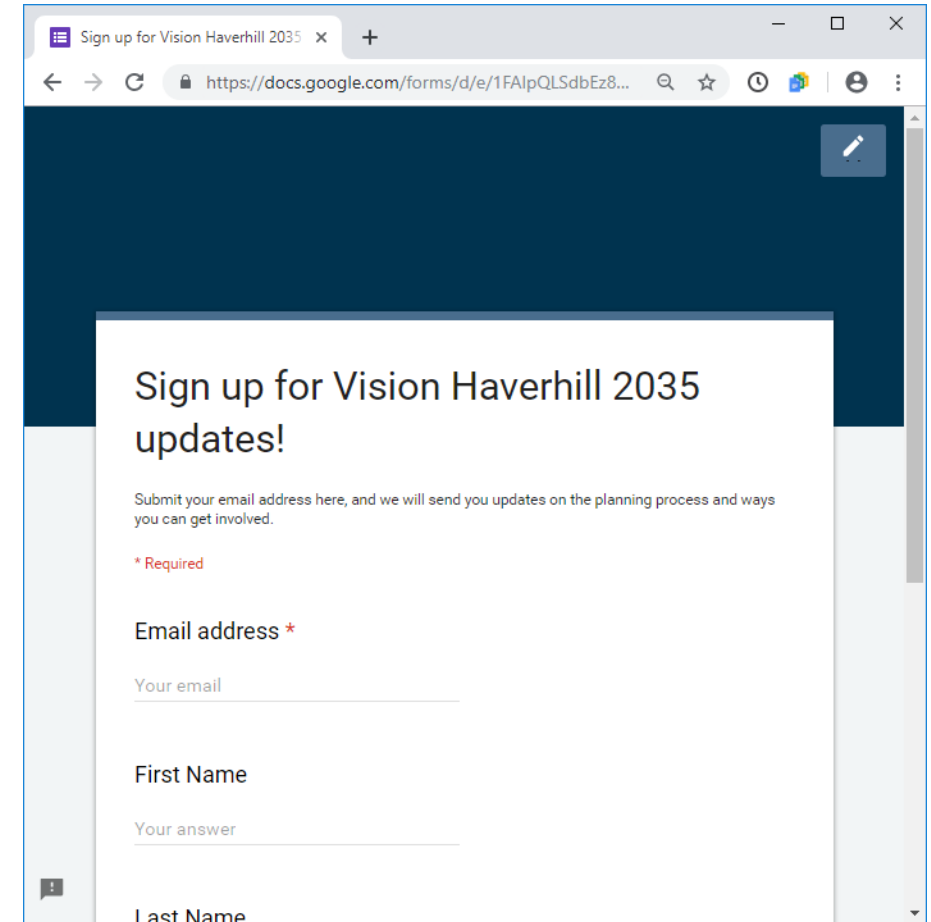 Sign up for Vision Haverhill 2035
https://docs.google.com/forms/d/e/1FAIpQLSdbEz8...
Sign up for Vision Haverhill 2035
updates!
Submit your email address here, and we will send you updates on the planning process and ways
you can get involved.
* Required
Email address *
Your email
First Name
Your answer
Last Name